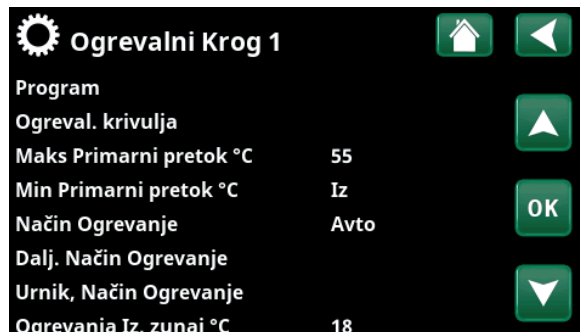 Ogrevalni Krog 1
Program
Ogreval. krivulja
Maks Primarni pretok °C 55
Min Primarni pretok °C Iz
Način Ogrevanje Avto
OK
Dalj. Način Ogrevanje
Urnik, Način Ogrevanje
Ogrevanja Iz. zunaj °C 18